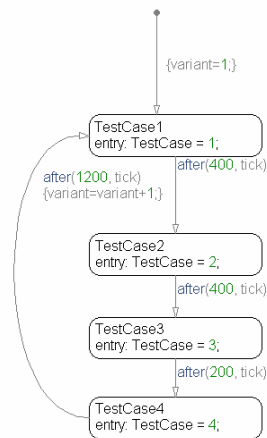 {variant=1;}
TestCase1
entry: TestCase = 1;
after(400, tick)
after(1200, tick)
{variant=variant+1;}
TestCase2
entry: TestCase = 2;
after(400, tick)
TestCase3
entry: TestCase = 3;
after(200, tick)
TestCase4
entry: TestCase = 4;